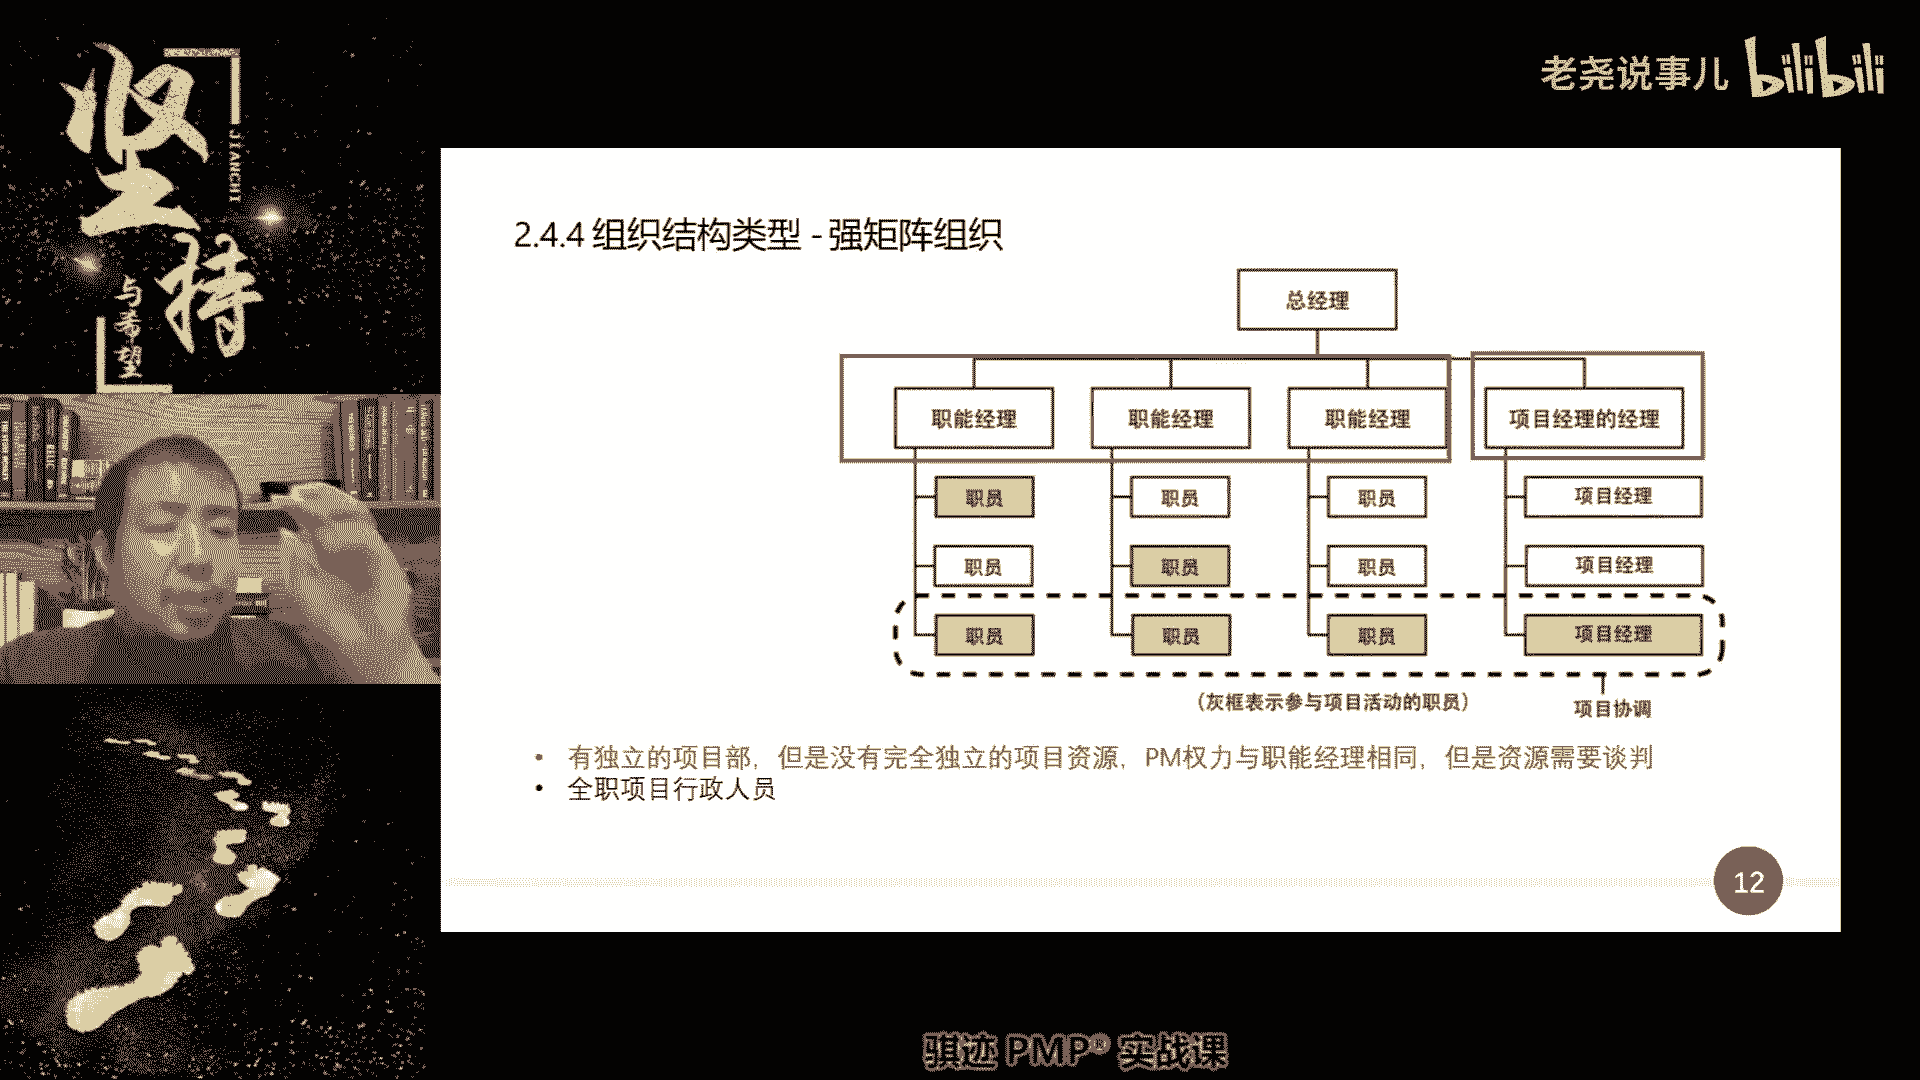 坚
JIANCHI
持
与希望
老尧说事儿 bilibili
2.4.4 组织结构类型 - 强矩阵组织
总经理
职能经理 职能经理 职能经理 项目经理的经理
职员 职员 职员 项目经理
职员 职员 职员 项目经理
职员 职员 职员 项目经理
(灰框表示参与项目活动的职员)
项目协调
• 有独立的项目部，但是没有完全独立的项目资源，PM权力与职能经理相同，但是资源需要谈判
• 全职项目行政人员
12
骐迹 PMP® 实战课